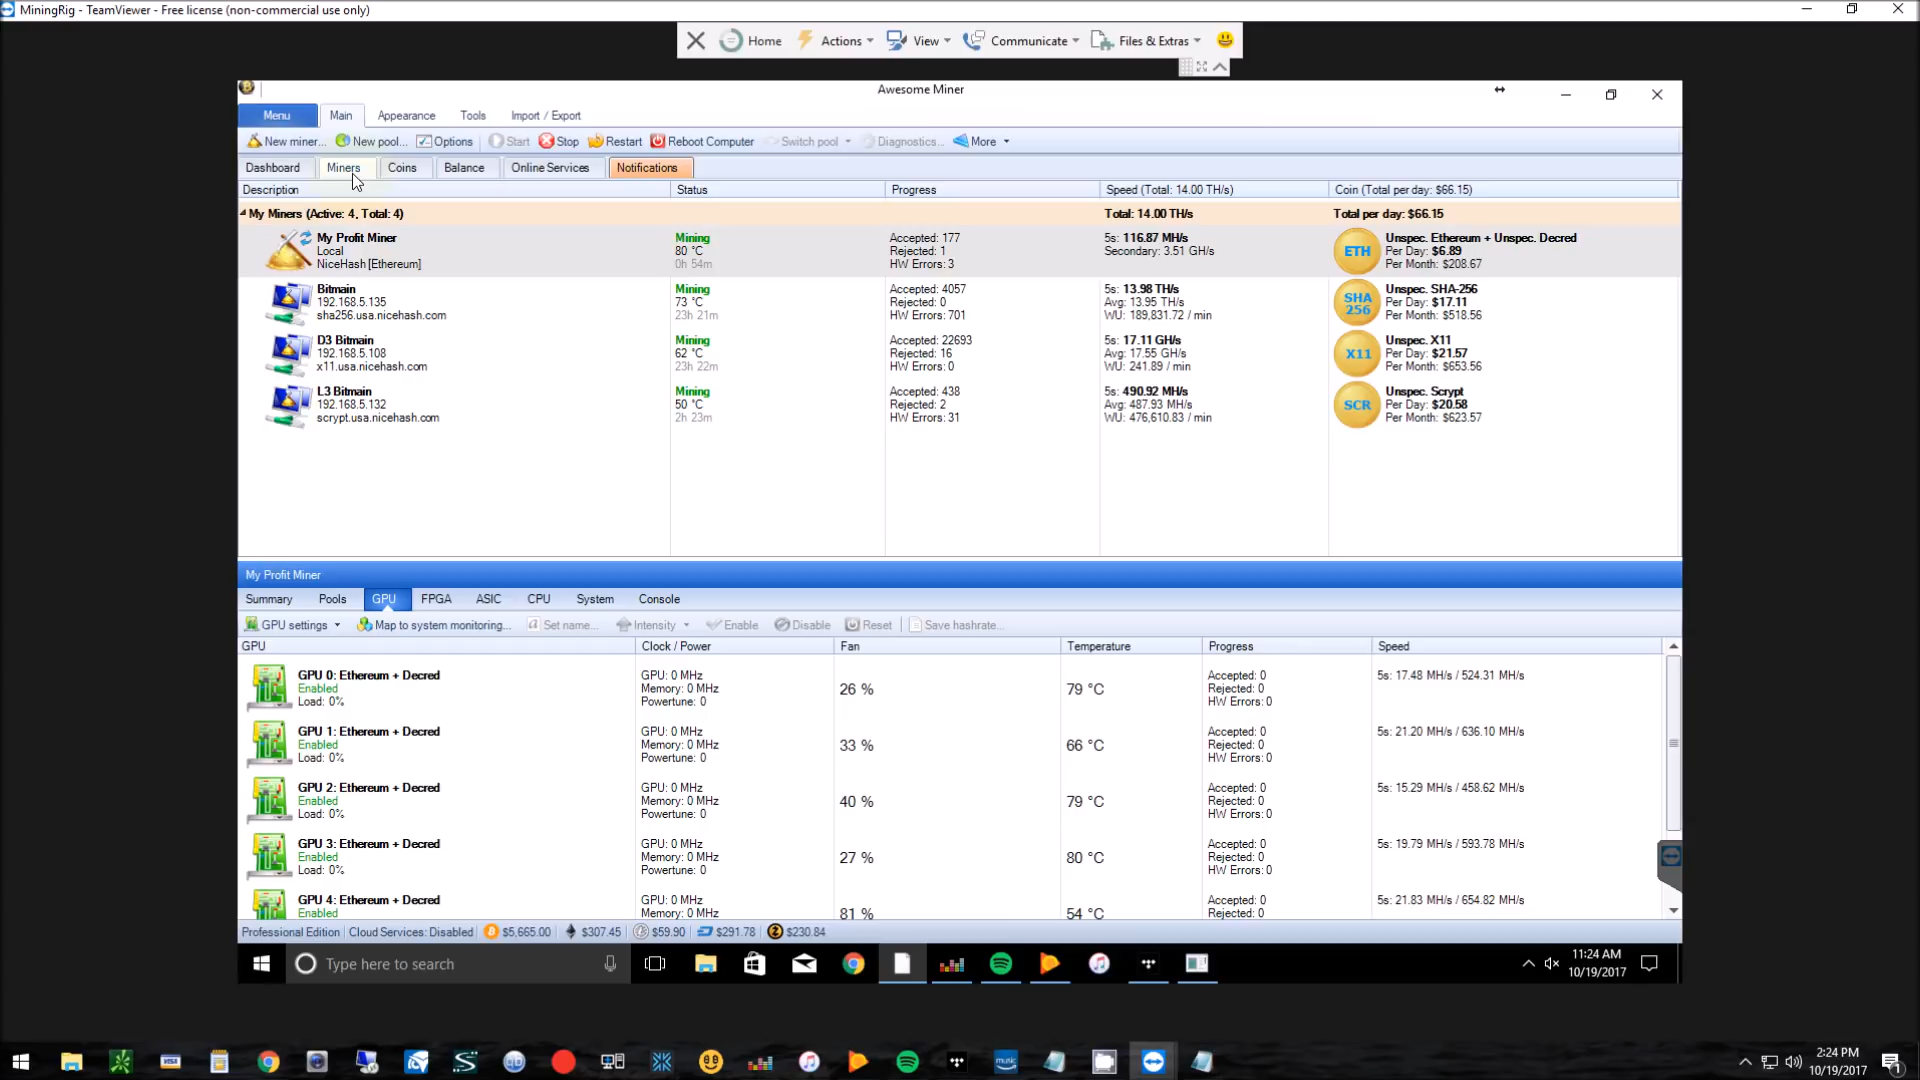 MiningRig - TeamViewer - Free license (non-commercial use only)
Home Actions View Communicate Files & Extras
Awesome Miner
Menu Main Appearance Tools Import / Export
New miner... New pool... Options Start Stop Restart Reboot Computer Switch pool Diagnostics... More
Dashboard Miners Coins Balance Online Services Notifications
Description Status Progress Speed (Total: 14.00 TH/s) Coin (Total per day: $66.15)
My Miners (Active: 4, Total: 4) Total: 14.00 TH/s Total per day: $66.15
My Profit Miner Mining Accepted: 177 5s: 116.87 MH/s Unspec. Ethereum + Unspec. Decred
Local 80 °C Rejected: 1 Secondary: 3.51 GH/s ETH Per Day: $6.89
NiceHash [Ethereum] 0h 54m HW Errors: 3 Per Month: $208.67
Bitmain Mining Accepted: 4057 5s: 13.98 TH/s Unspec. SHA-256
192.168.5.135 73 °C Rejected: 0 Avg: 13.95 TH/s SHA 256 Per Day: $17.11
sha256.usa.nicehash.com 23h 21m HW Errors: 701 WU: 189,831.72 / min Per Month: $518.56
D3 Bitmain Mining Accepted: 22693 5s: 17.11 GH/s Unspec. X11
192.168.5.108 62 °C Rejected: 16 Avg: 17.55 GH/s X11 Per Day: $21.57
x11.usa.nicehash.com 23h 22m HW Errors: 0 WU: 241.89 / min Per Month: $653.56
L3 Bitmain Mining Accepted: 438 5s: 490.92 MH/s Unspec. Scrypt
192.168.5.132 50 °C Rejected: 2 Avg: 487.93 MH/s SCR Per Day: $20.58
scrypt.usa.nicehash.com 2h 23m HW Errors: 31 WU: 476,610.83 / min Per Month: $623.57
My Profit Miner
Summary Pools GPU FPGA ASIC CPU System Console
GPU settings Map to system monitoring... Set name... Intensity Enable Disable Reset Save hashrate...
GPU Clock / Power Fan Temperature Progress Speed
GPU 0: Ethereum + Decred GPU: 0 MHz Accepted: 0 5s: 17.48 MH/s / 524.31 MH/s
Enabled Memory: 0 MHz 26 % 79 °C Rejected: 0
Load: 0% Powertune: 0 HW Errors: 0
GPU 1: Ethereum + Decred GPU: 0 MHz Accepted: 0 5s: 21.20 MH/s / 636.10 MH/s
Enabled Memory: 0 MHz 33 % 66 °C Rejected: 0
Load: 0% Powertune: 0 HW Errors: 0
GPU 2: Ethereum + Decred GPU: 0 MHz Accepted: 0 5s: 15.29 MH/s / 458.62 MH/s
Enabled Memory: 0 MHz 40 % 79 °C Rejected: 0
Load: 0% Powertune: 0 HW Errors: 0
GPU 3: Ethereum + Decred GPU: 0 MHz Accepted: 0 5s: 19.79 MH/s / 593.78 MH/s
Enabled Memory: 0 MHz 27 % 80 °C Rejected: 0
Load: 0% Powertune: 0 HW Errors: 0
GPU 4: Ethereum + Decred GPU: 0 MHz Accepted: 0 5s: 21.83 MH/s / 654.82 MH/s
Enabled Memory: 0 MHz 81 % 54 °C Rejected: 0
Professional Edition Cloud Services: Disabled $5,665.00 $307.45 $59.90 $291.78 $230.84
Type here to search 11:24 AM
10/19/2017
VISA music 2:24 PM
10/19/2017 1